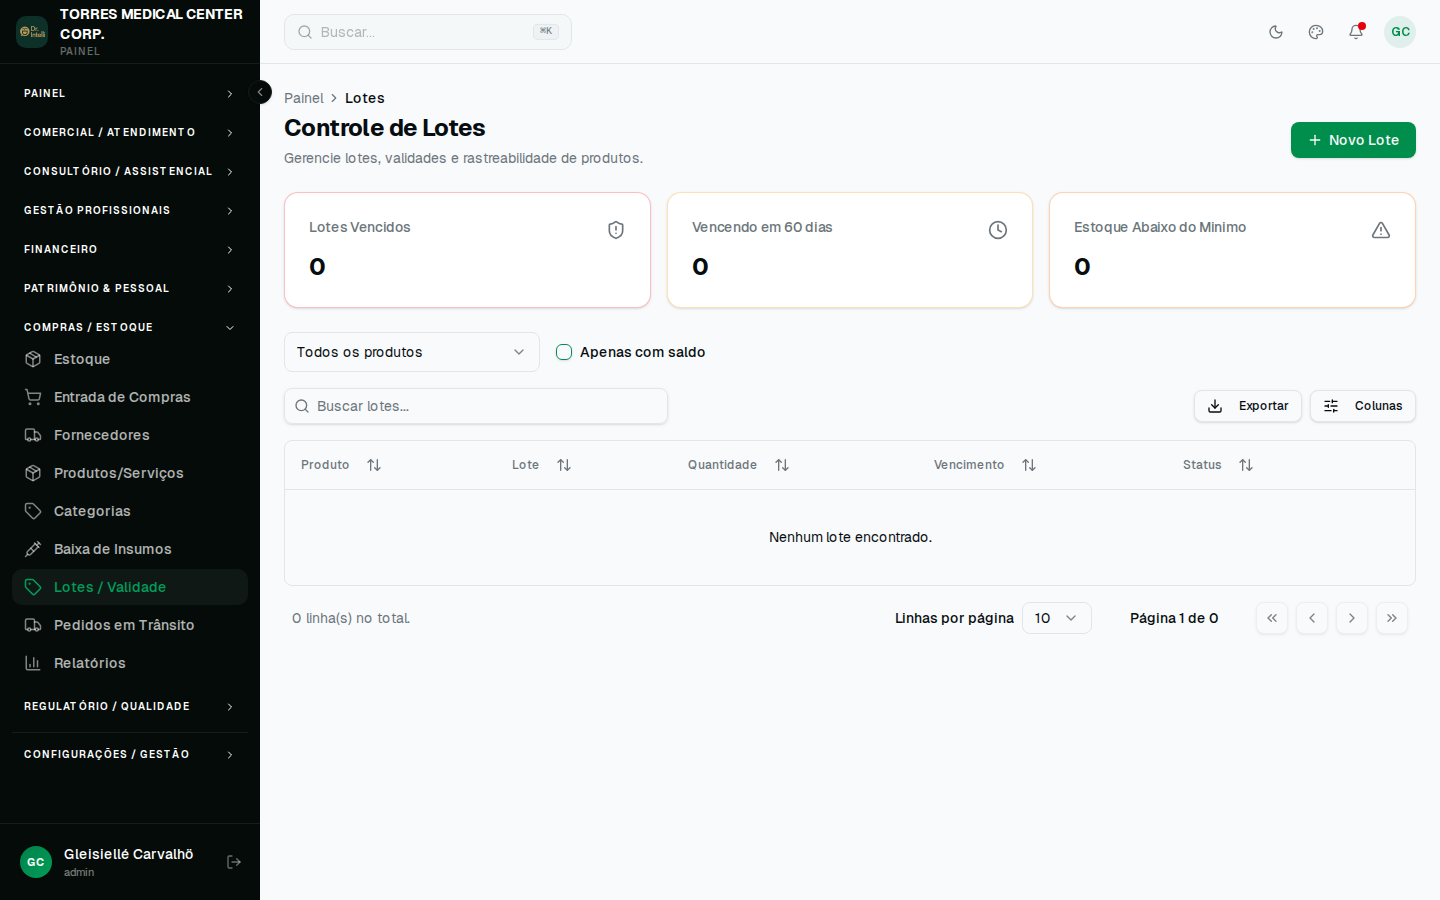 TORRES MEDICAL CENTER
CORP.
PAINEL
PAINEL
COMERCIAL / ATENDIMENTO
CONSULTÓRIO / ASSISTENCIAL
GESTÃO PROFISSIONAIS
FINANCEIRO
PATRIMÔNIO & PESSOAL
COMPRAS / ESTOQUE
Estoque
Entrada de Compras
Fornecedores
Produtos/Serviços
Categorias
Baixa de Insumos
Lotes / Validade
Pedidos em Trânsito
Relatórios
REGULATÓRIO / QUALIDADE
CONFIGURAÇÕES / GESTÃO
GC
Gleisiellé Carvalhö
admin
Buscar...
⌘K
GC
Painel
Lotes
Controle de Lotes
Gerencie lotes, validades e rastreabilidade de produtos.
Novo Lote
Lotes Vencidos
0
Vencendo em 60 dias
0
Estoque Abaixo do Minimo
0
Todos os produtos
Apenas com saldo
Buscar lotes...
Exportar
Colunas
Produto
Lote
Quantidade
Vencimento
Status
Nenhum lote encontrado.
0 linha(s) no total.
Linhas por página
10
Página 1 de 0